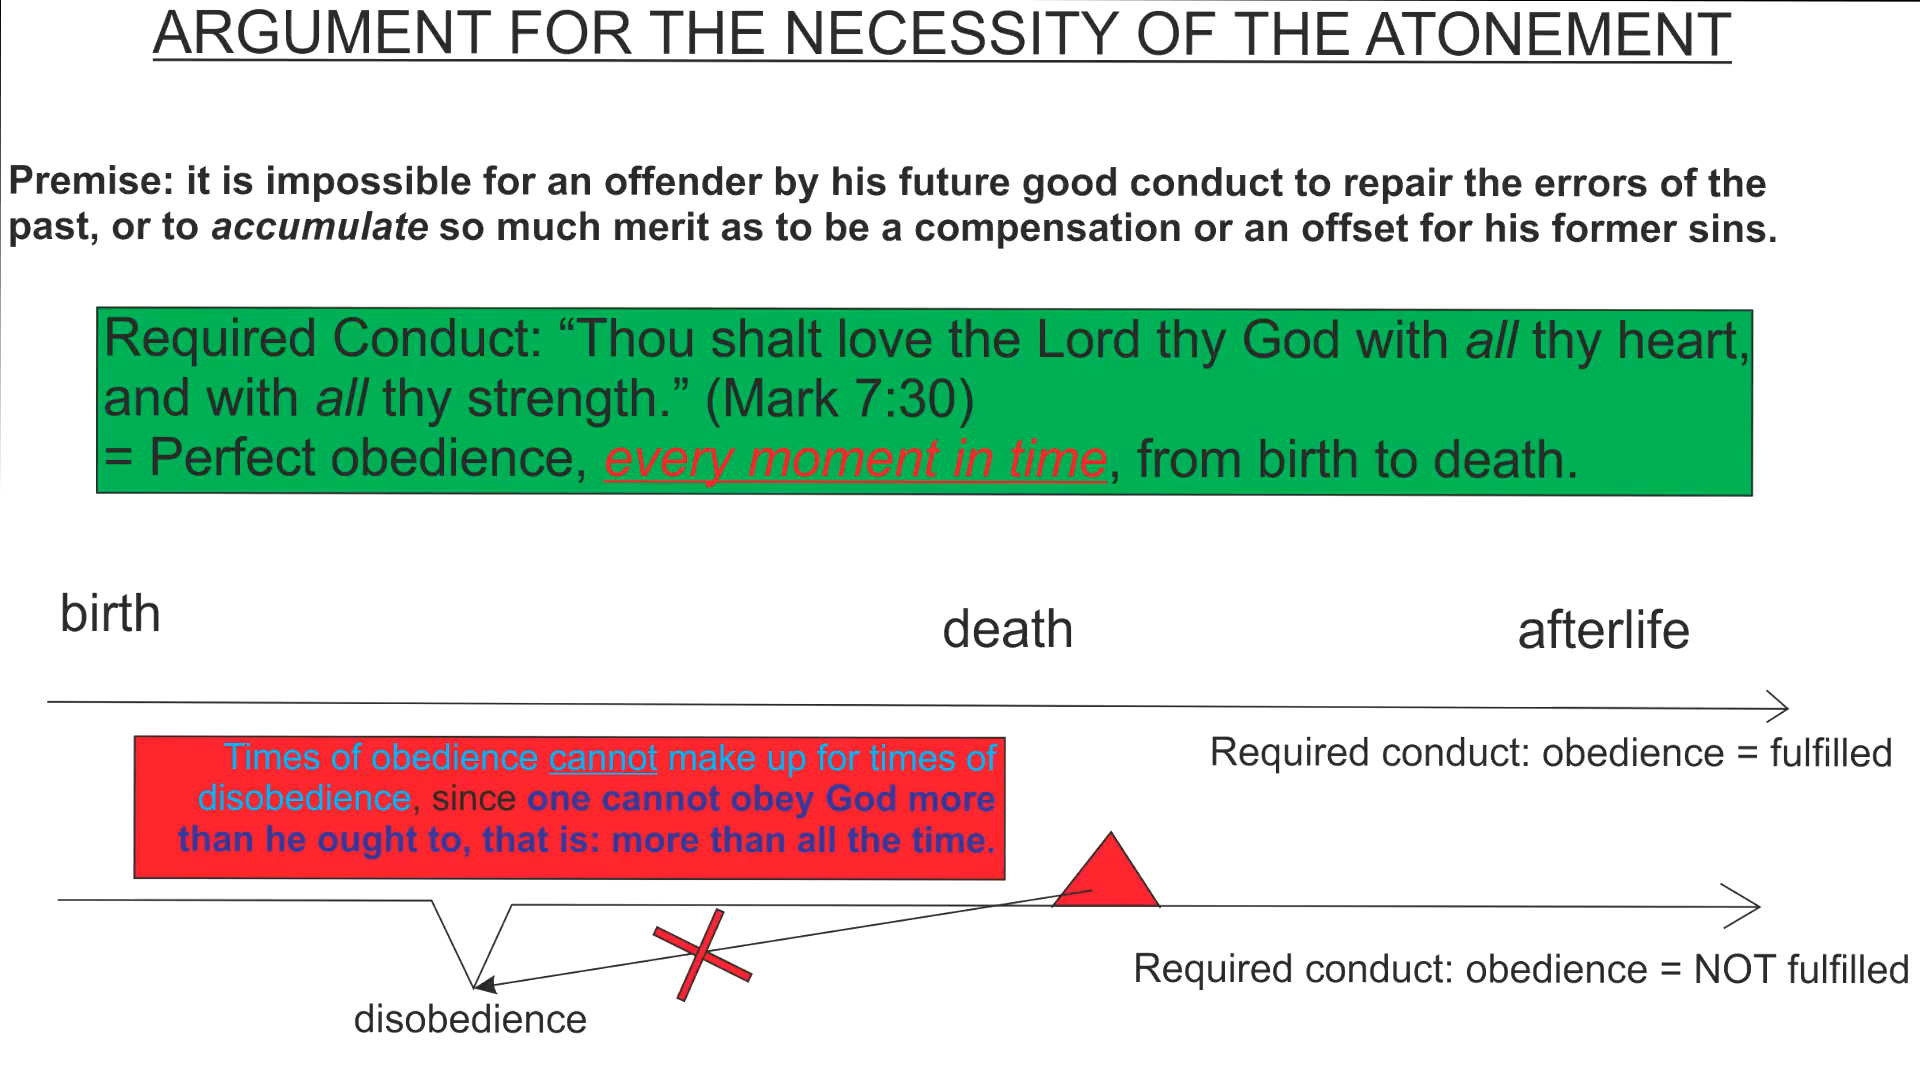 ARGUMENT FOR THE NECESSITY OF THE ATONEMENT
Premise: it is impossible for an offender by his future good conduct to repair the errors of the
past, or to accumulate so much merit as to be a compensation or an offset for his former sins.
Required Conduct: “Thou shalt love the Lord thy God with all thy heart,
and with all thy strength.” (Mark 7:30)
= Perfect obedience, every moment in time, from birth to death.
birth
death
afterlife
Required conduct: obedience = fulfilled
Times of obedience cannot make up for times of
disobedience, since one cannot obey God more
than he ought to, that is: more than all the time.
Required conduct: obedience = NOT fulfilled
disobedience